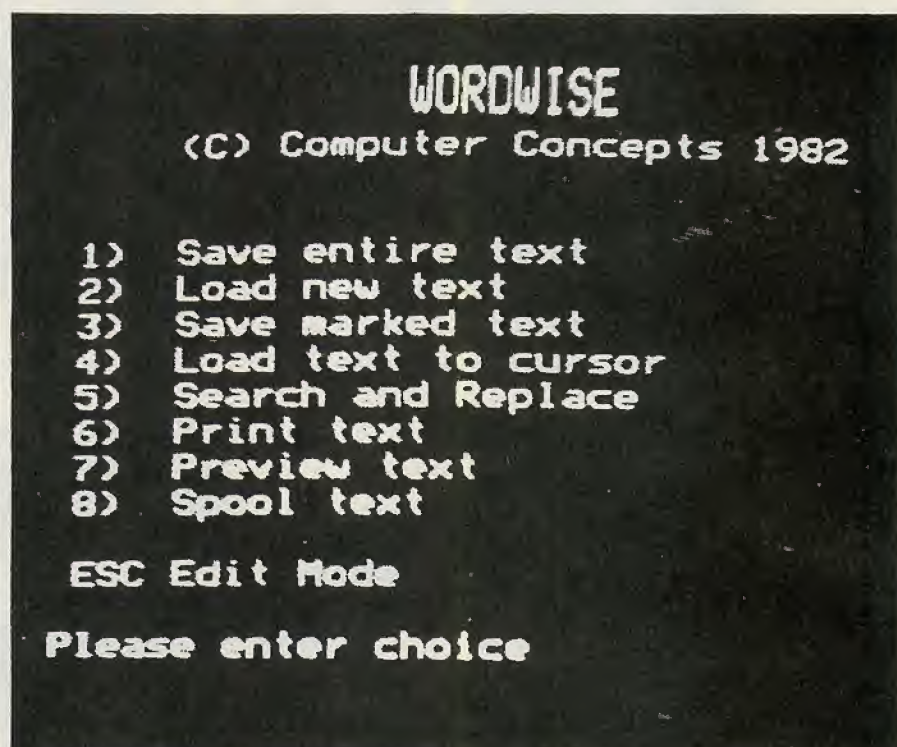 WORDWISE
(C) Computer Concepts 1982
1) Save entire text
2) Load new text
3) Save marked text
4) Load text to cursor
5) Search and Replace
6) Print text
7) Preview text
8) Spool text
ESC Edit Mode
Please enter choice